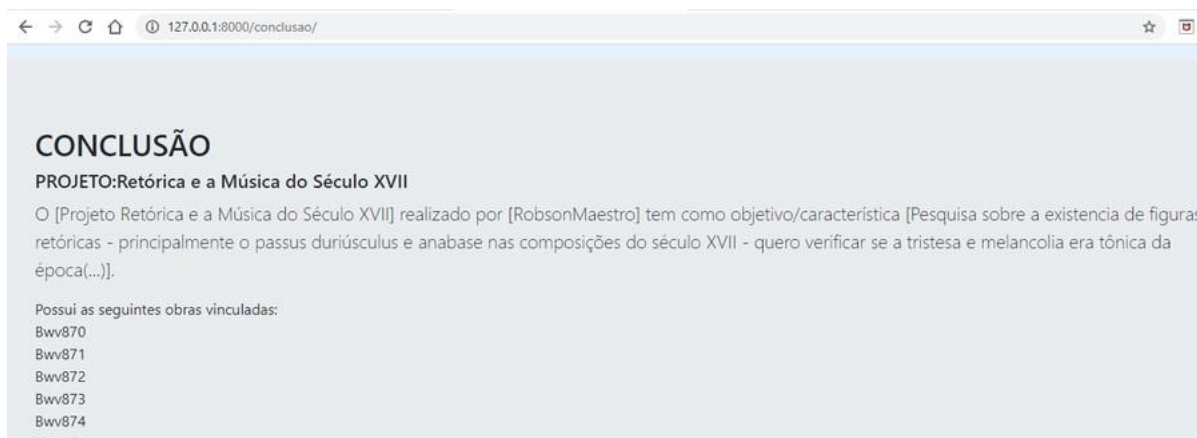 127.0.0.1:8000/conclusao/
CONCLUSÃO
PROJETO:Retórica e a Música do Século XVII
O [Projeto Retórica e a Música do Século XVII] realizado por [RobsonMaestro] tem como objetivo/característica [Pesquisa sobre a existencia de figuras
retóricas - principalmente o passus duriúsculus e anabase nas composições do século XVII - quero verificar se a tristesa e melancolia era tônica da
época(...)].
Possui as seguintes obras vinculadas:
Bwv870
Bwv871
Bwv872
Bwv873
Bwv874